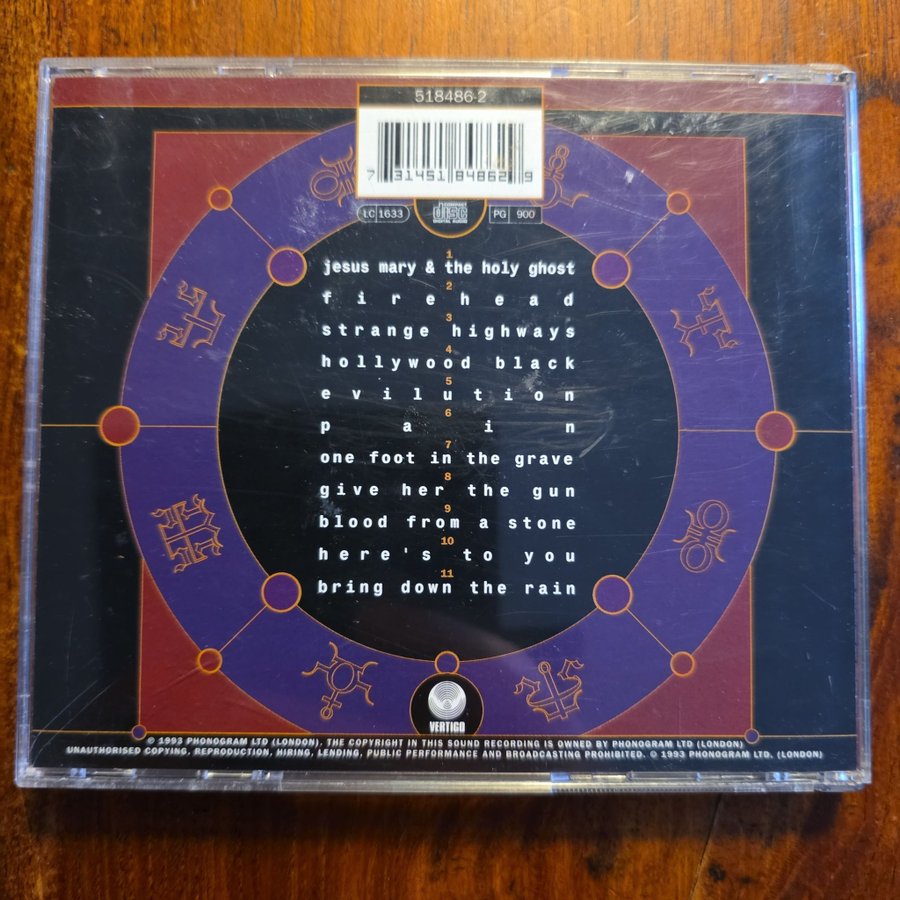 518486-2
7 31451 84862 9
LC 1633
COMPACT
disc
DIGITAL AUDIO
PG 900
1
jesus mary & the holy ghost
2
firehead
3
strange highways
4
hollywood black
5
evilution
6
pain
7
one foot in the grave
8
give her the gun
9
blood from a stone
10
here's to you
11
bring down the rain
VERTIGO
℗ 1993 PHONOGRAM LTD (LONDON). THE COPYRIGHT IN THIS SOUND RECORDING IS OWNED BY PHONOGRAM LTD (LONDON)
UNAUTHORISED COPYING, REPRODUCTION, HIRING, LENDING, PUBLIC PERFORMANCE AND BROADCASTING PROHIBITED. © 1993 PHONOGRAM LTD. (LONDON)